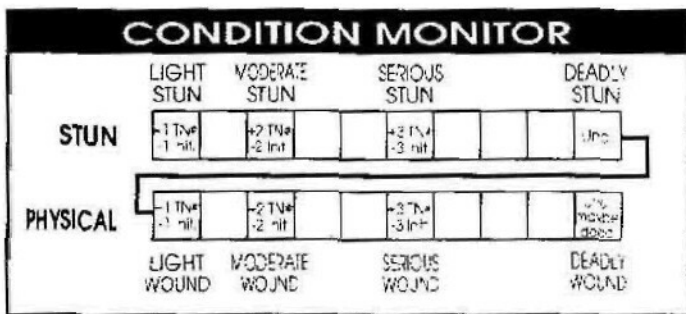 CONDITION MONITOR
LIGHT MODERATE SERIOUS DEADLY
STUN STUN STUN STUN
STUN
+1 TN# +2 TN# +3 TN# Unc.
-1 Init. -2 Init -3 Init.
PHYSICAL
+1 TN# +2 TN# +3 TN# maybe
-1 Init. -2 Init -3 Init dead
LIGHT MODERATE SERIOUS DEADLY
WOUND WOUND WOUND WOUND